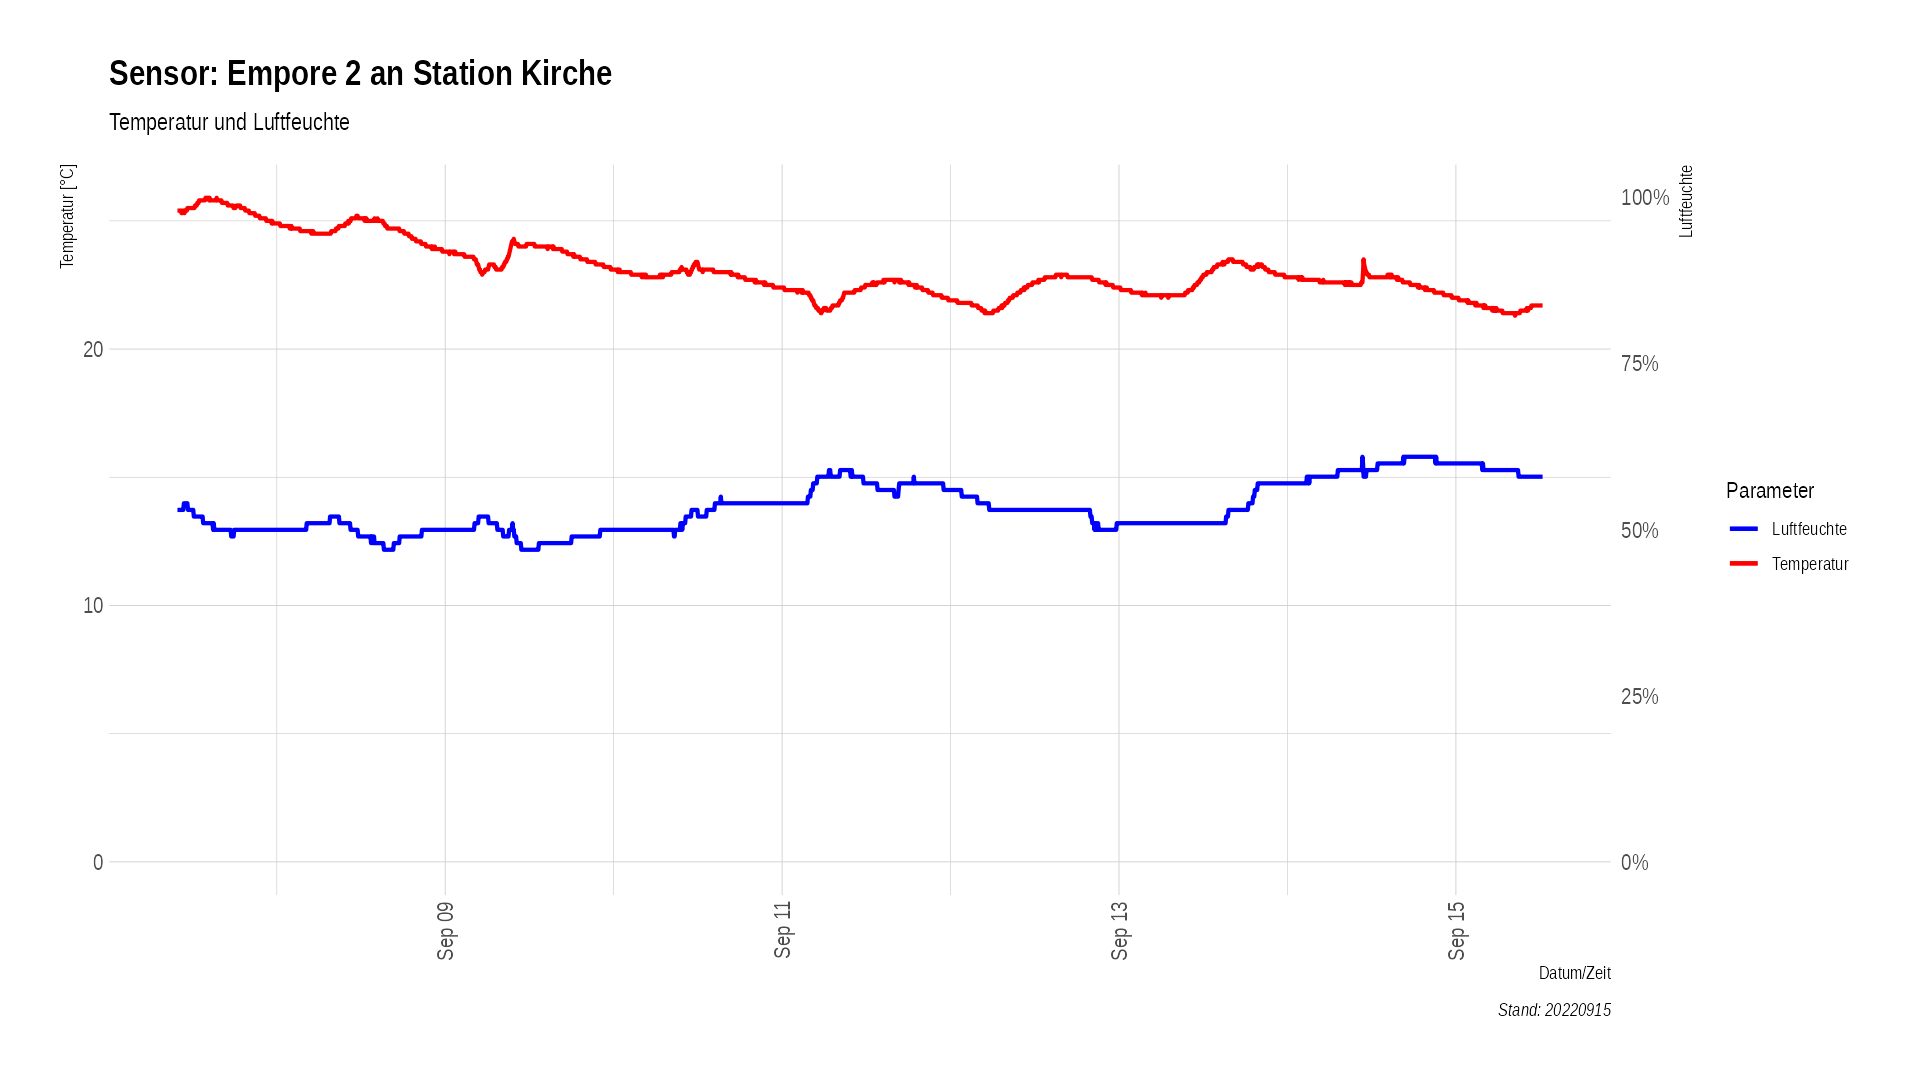 Sensor: Empore 2 an Station Kirche
Temperatur und Luftfeuchte
Temperatur [°C]
20
10
0
100%
75%
50%
25%
0%
Luftfeuchte
Parameter
Luftfeuchte
Temperatur
Sep 09
Sep 11
Sep 13
Sep 15
Datum/Zeit
Stand: 20220915